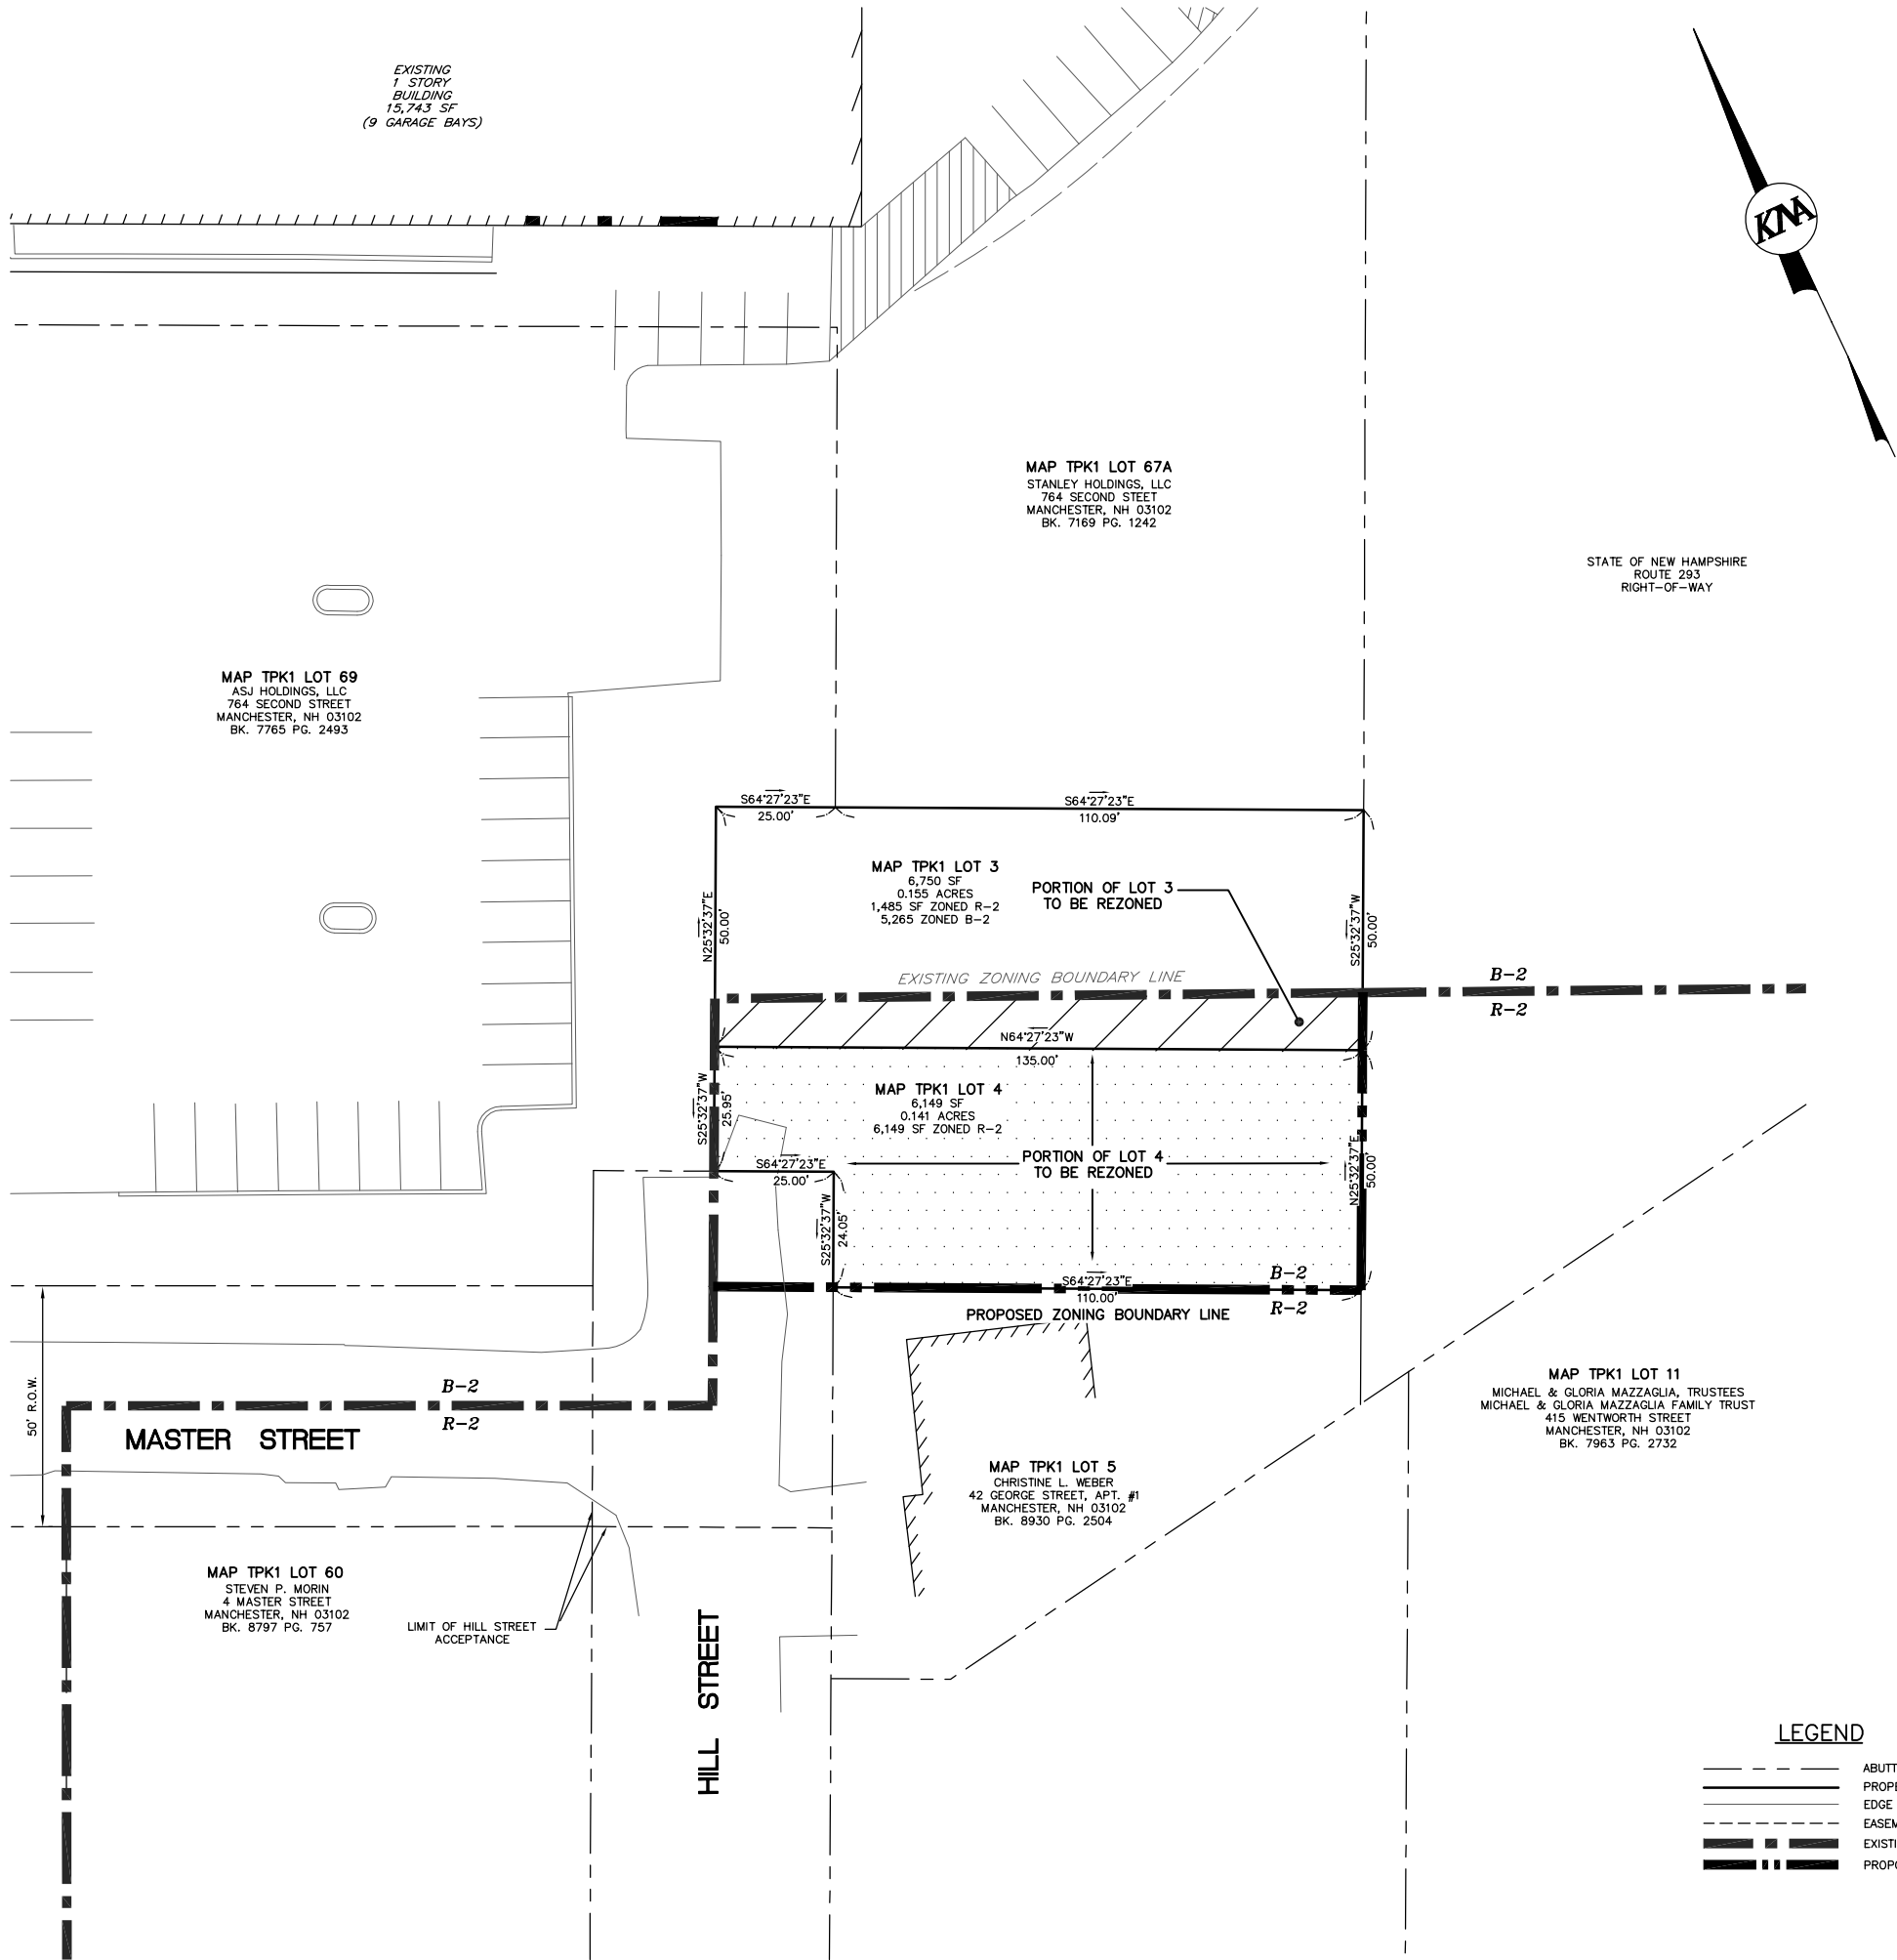 EXISTING
1 STORY
BUILDING
15,743 SF
(9 GARAGE BAYS)
KNA
MAP TPK1 LOT 67A
STANLEY HOLDINGS, LLC
764 SECOND STEET
MANCHESTER, NH 03102
BK. 7169 PG. 1242
STATE OF NEW HAMPSHIRE
ROUTE 293
RIGHT-OF-WAY
MAP TPK1 LOT 69
ASJ HOLDINGS, LLC
764 SECOND STREET
MANCHESTER, NH 03102
BK. 7765 PG. 2493
S64°27'23"E
25.00'
S64°27'23"E
110.09'
MAP TPK1 LOT 3
6,750 SF
0.155 ACRES
1,485 SF ZONED R-2
5,265 ZONED B-2
PORTION OF LOT 3
TO BE REZONED
N25°32'37"E
50.00'
S25°32'37"W
50.00'
EXISTING ZONING BOUNDARY LINE
B-2
R-2
N64°27'23"W
135.00'
MAP TPK1 LOT 4
6,149 SF
0.141 ACRES
6,149 SF ZONED R-2
S25°32'37"W
25.95'
S64°27'23"E
25.00'
PORTION OF LOT 4
TO BE REZONED
N25°32'37"E
50.00'
S25°32'37"W
24.05'
S64°27'23"E
110.00'
B-2
R-2
PROPOSED ZONING BOUNDARY LINE
50' R.O.W.
B-2
R-2
MASTER STREET
MAP TPK1 LOT 11
MICHAEL & GLORIA MAZZAGLIA, TRUSTEES
MICHAEL & GLORIA MAZZAGLIA FAMILY TRUST
415 WENTWORTH STREET
MANCHESTER, NH 03102
BK. 7963 PG. 2732
MAP TPK1 LOT 5
CHRISTINE L. WEBER
42 GEORGE STREET, APT. #1
MANCHESTER, NH 03102
BK. 8930 PG. 2504
MAP TPK1 LOT 60
STEVEN P. MORIN
4 MASTER STREET
MANCHESTER, NH 03102
BK. 8797 PG. 757
LIMIT OF HILL STREET
ACCEPTANCE
HILL STREET
LEGEND
ABUTT
PROPE
EDGE
EASEM
EXISTI
PROPO